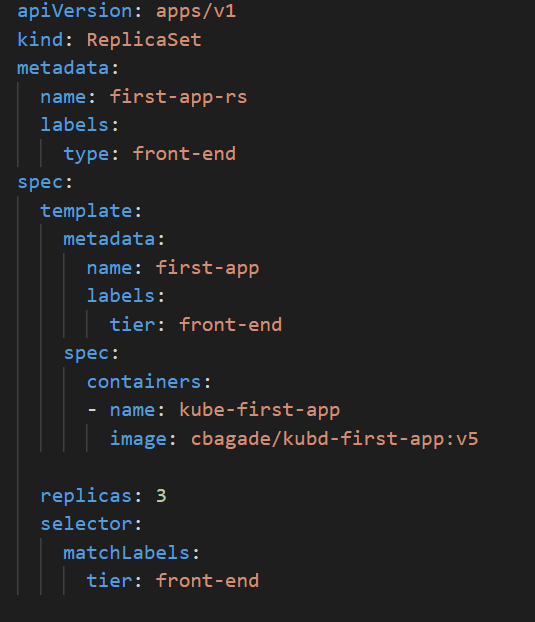 apiVersion: apps/v1
kind: ReplicaSet
metadata:
  name: first-app-rs
  labels:
    type: front-end
spec:
  template:
    metadata:
      name: first-app
      labels:
        tier: front-end
    spec:
      containers:
      - name: kube-first-app
        image: cbagade/kubd-first-app:v5
  replicas: 3
  selector:
    matchLabels:
      tier: front-end